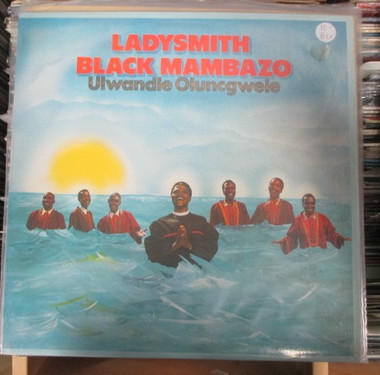 LADYSMITH
BLACK MAMBAZO
Ulwandle Oluncgwele